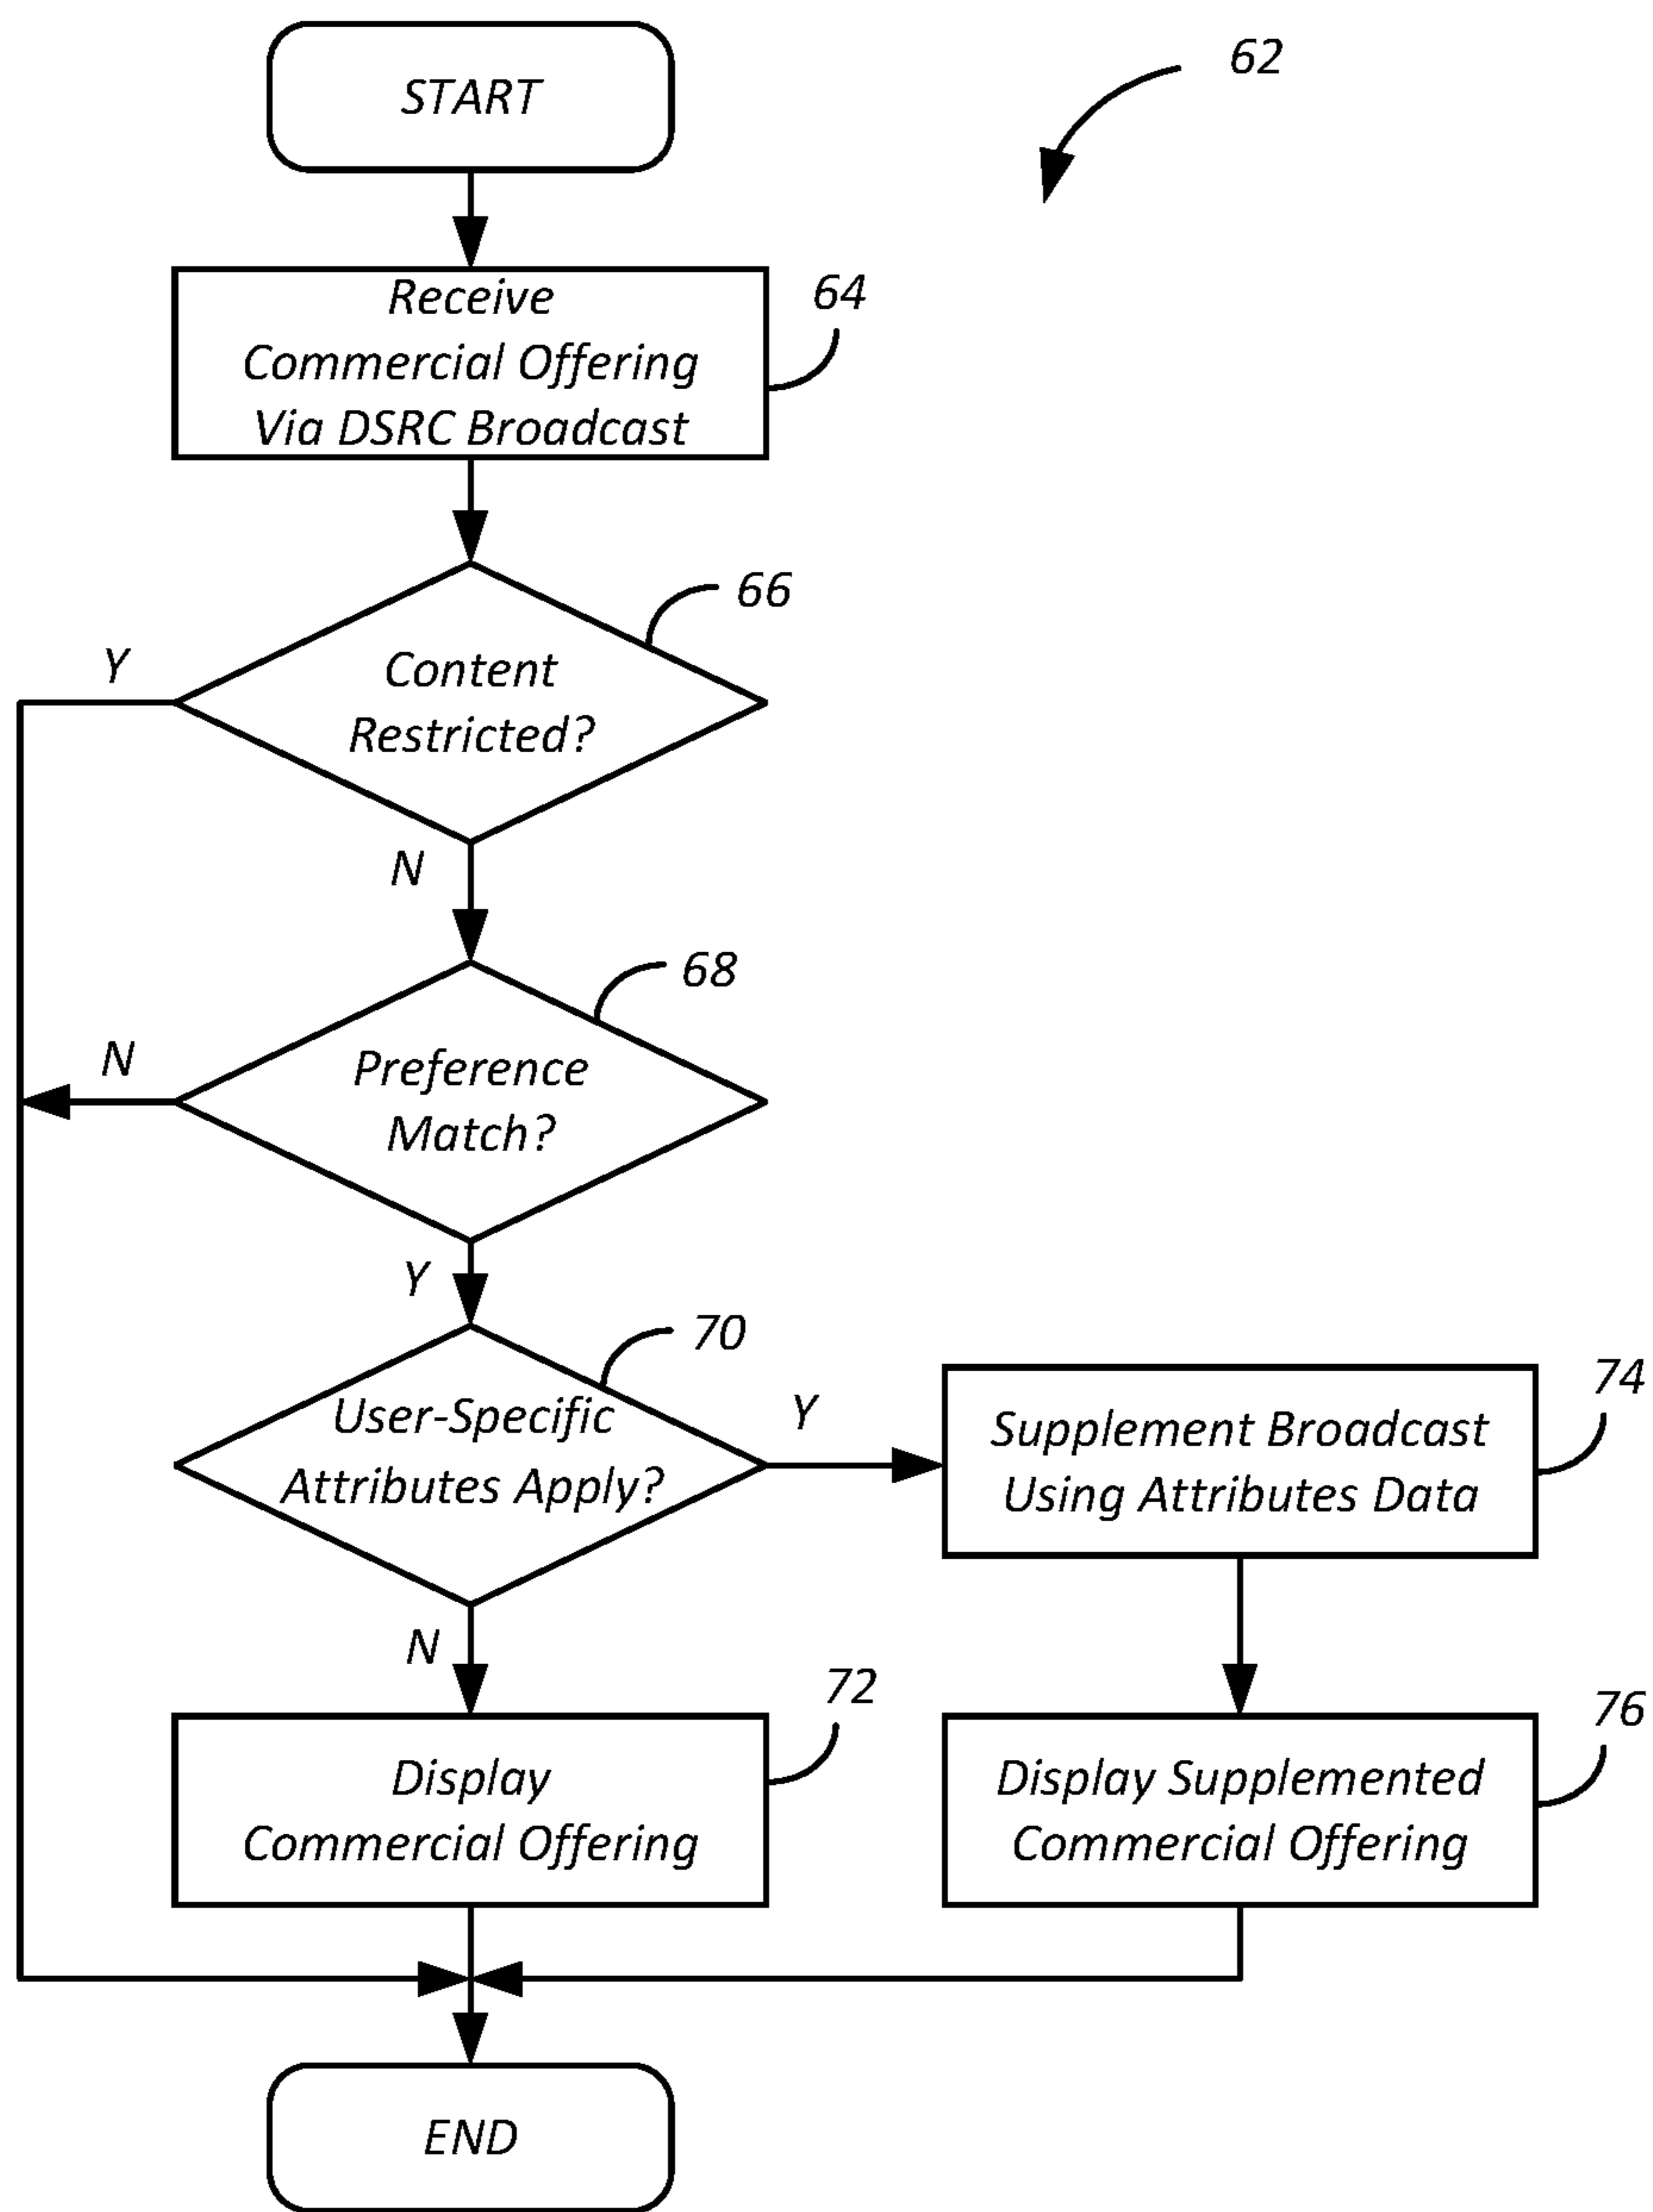 START
62
Receive
Commercial Offering
Via DSRC Broadcast
64
Content
Restricted?
66
Y
N
Preference
Match?
68
N
Y
User-Specific
Attributes Apply?
70
Y
N
Supplement Broadcast
Using Attributes Data
74
Display
Commercial Offering
72
Display Supplemented
Commercial Offering
76
END